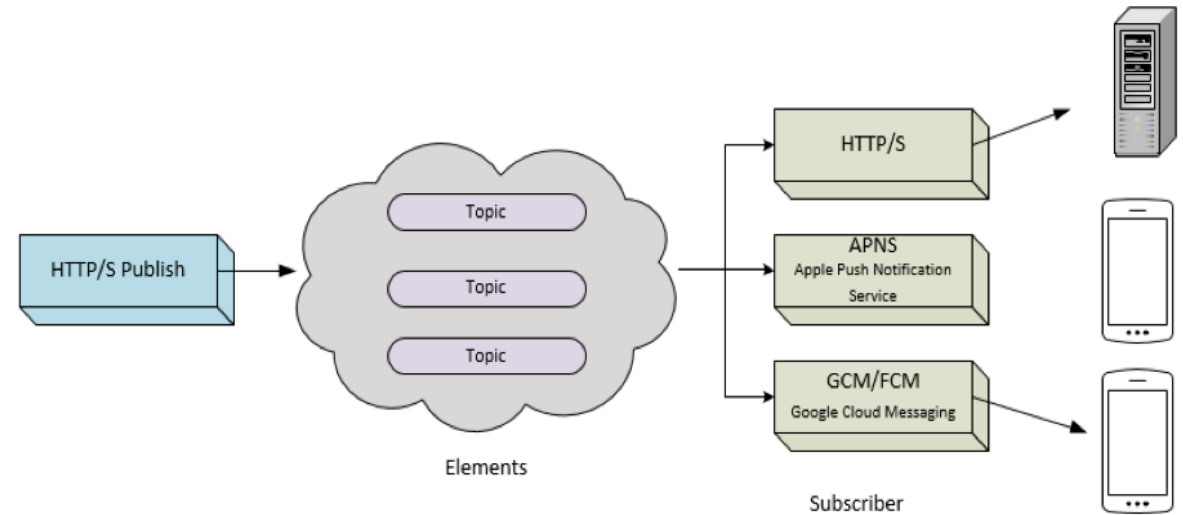 HTTP/S Publish
Topic
Topic
Topic
Elements
HTTP/S
APNS
Apple Push Notification
Service
GCM/FCM
Google Cloud Messaging
Subscriber